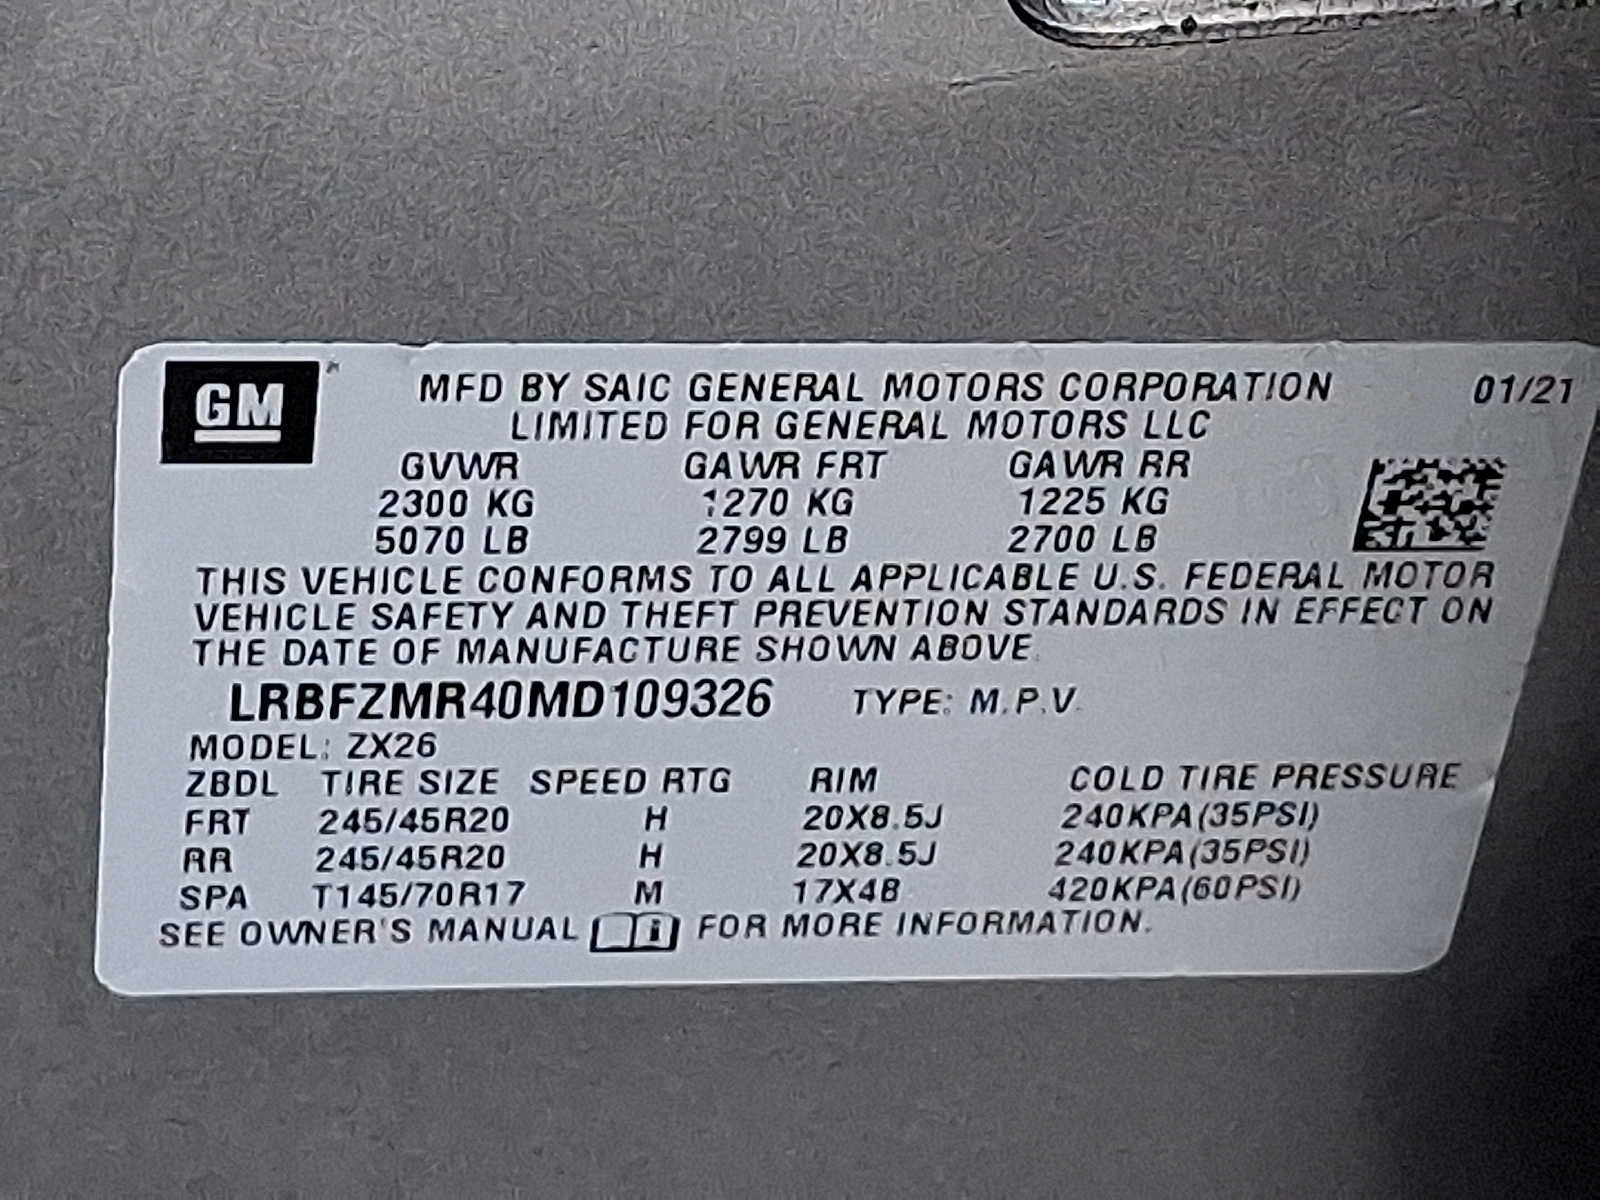 GM
MFD BY SAIC GENERAL MOTORS CORPORATION 01/21
LIMITED FOR GENERAL MOTORS LLC
GVWR GAWR FRT GAWR RR
2300 KG 1270 KG 1225 KG
5070 LB 2799 LB 2700 LB
THIS VEHICLE CONFORMS TO ALL APPLICABLE U.S. FEDERAL MOTOR
VEHICLE SAFETY AND THEFT PREVENTION STANDARDS IN EFFECT ON
THE DATE OF MANUFACTURE SHOWN ABOVE.
LRBFZMR40MD109326 TYPE: M.P.V.
MODEL: ZX26
ZBDL TIRE SIZE SPEED RTG RIM COLD TIRE PRESSURE
FRT 245/45R20 H 20X8.5J 240KPA(35PSI)
RR 245/45R20 H 20X8.5J 240KPA(35PSI)
SPA T145/70R17 M 17X4B 420KPA(60PSI)
SEE OWNER'S MANUAL i FOR MORE INFORMATION.